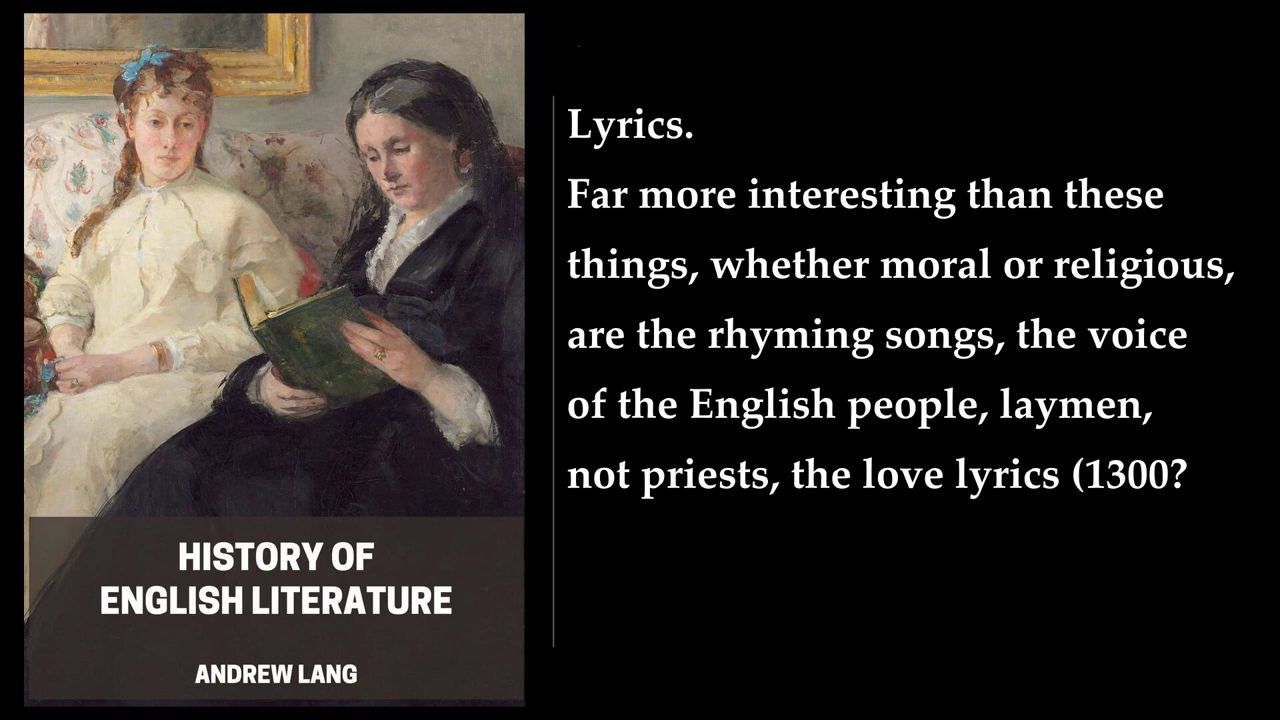 HISTORY OF
ENGLISH LITERATURE
ANDREW LANG
Lyrics.
Far more interesting than these
things, whether moral or religious,
are the rhyming songs, the voice
of the English people, laymen,
not priests, the love lyrics (1300?